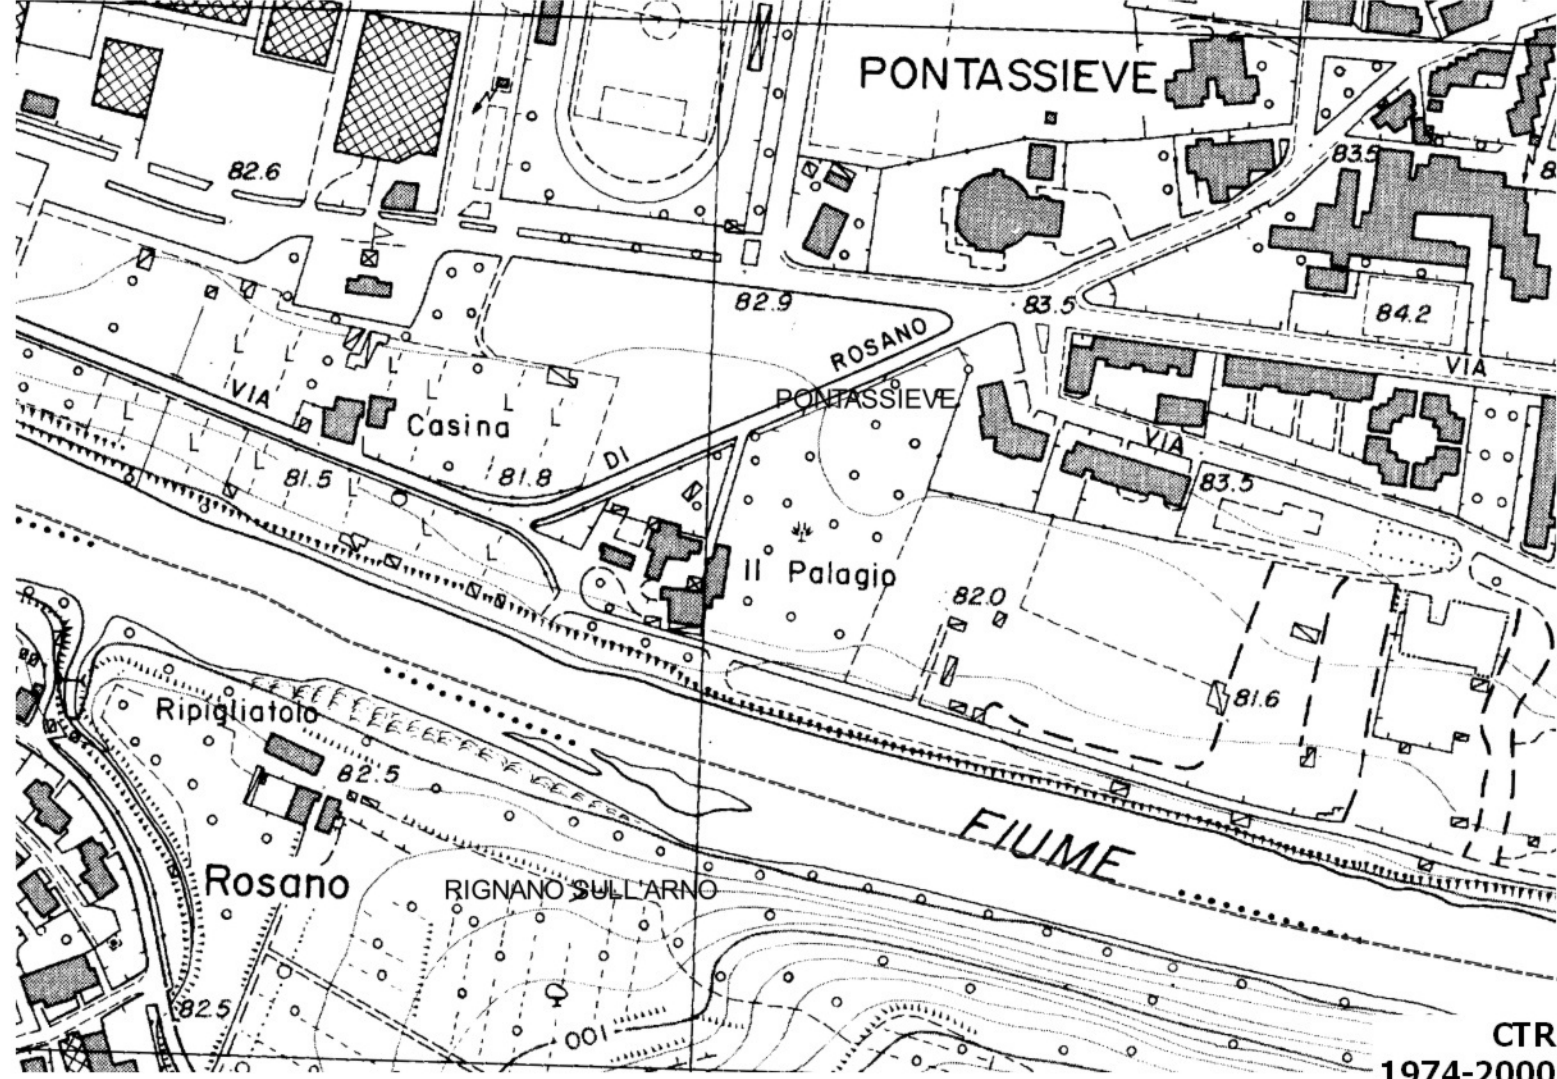 PONTASSIEVE
83.5
82.6
82.9
83.5
84.2
ROSANO
VIA
PONTASSIEVE
VIA
Casina
VIA
DI
81.5
81.8
83.5
Il Palagio
82.0
81.6
Ripigliatolo
82.5
FIUME
Rosano
RIGNANO SULL'ARNO
82.5
100
CTR
1974-2000